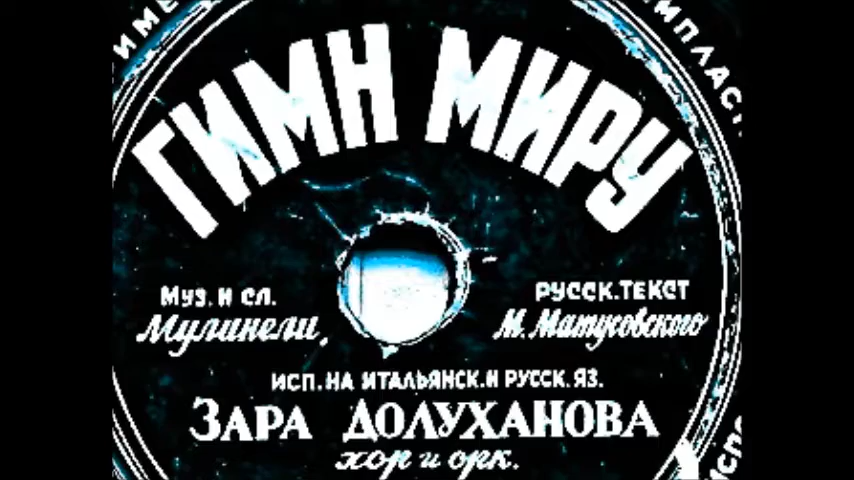 ГИМН МИРУ
Муз. и сл.
Мулинели,
РУССК.ТЕКСТ
М. Матусовского
ИСП. НА ИТАЛЬЯНСК.И РУССК. ЯЗ.
ЗАРА ДОЛУХАНОВА
хор и орк.